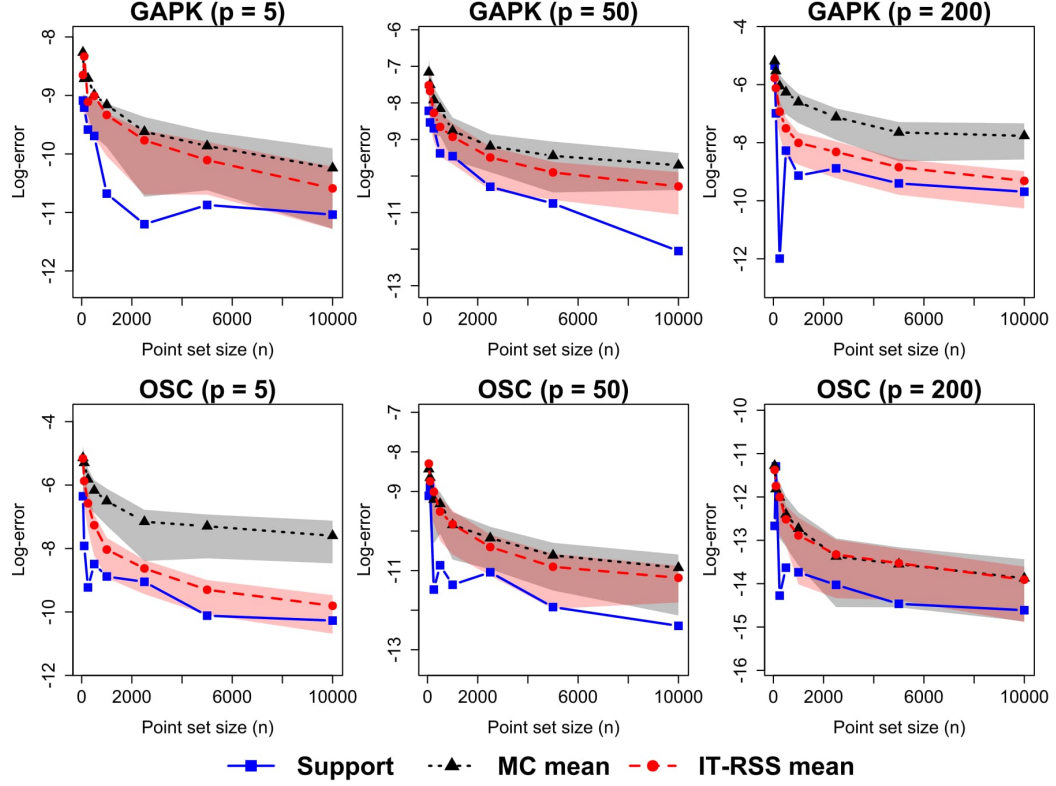 GAPK (p = 5)
GAPK (p = 50)
GAPK (p = 200)
Log-error
-8
-9
-10
-11
-12
Log-error
-6
-7
-8
-9
-11
-13
Log-error
-4
-6
-8
-10
-12
0 2000 6000 10000
0 2000 6000 10000
0 2000 6000 10000
Point set size (n)
Point set size (n)
Point set size (n)
OSC (p = 5)
OSC (p = 50)
OSC (p = 200)
Log-error
-4
-6
-8
-10
-12
Log-error
-7
-8
-9
-11
-13
Log-error
-10
-11
-12
-13
-14
-15
-16
0 2000 6000 10000
0 2000 6000 10000
0 2000 6000 10000
Point set size (n)
Point set size (n)
Point set size (n)
Support MC mean IT-RSS mean